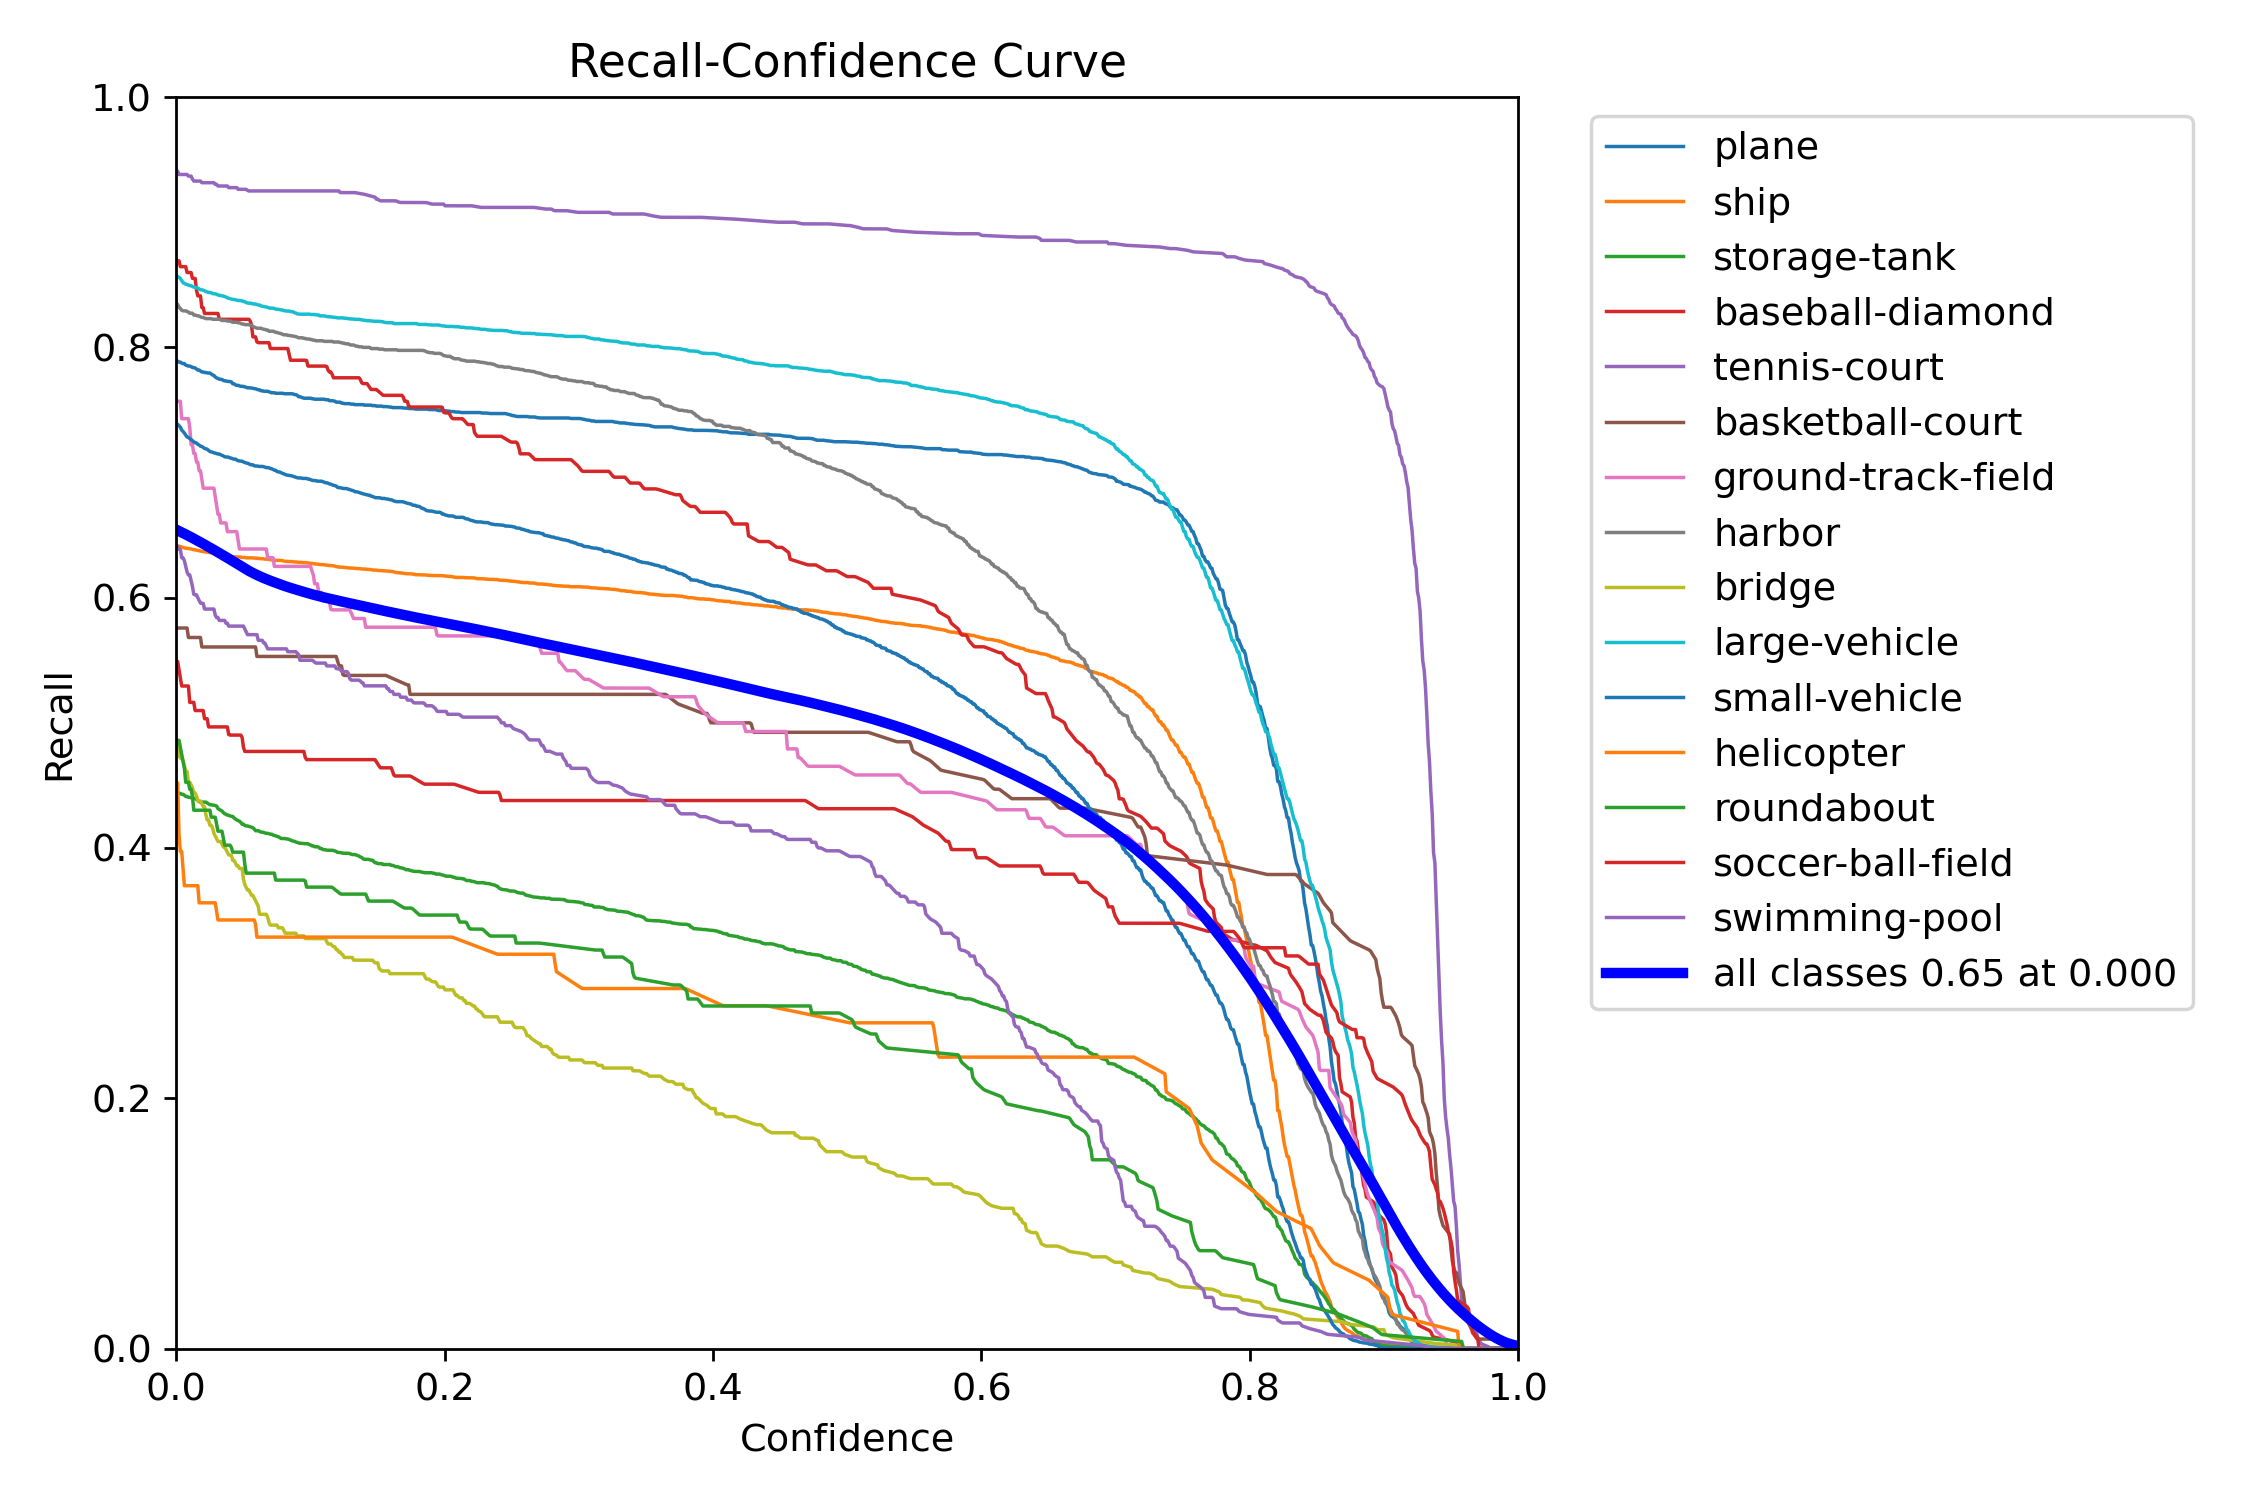 Recall-Confidence Curve
1.0
0.8
0.6
0.4
0.2
0.0
Recall
0.0 0.2 0.4 0.6 0.8 1.0
Confidence
plane
ship
storage-tank
baseball-diamond
tennis-court
basketball-court
ground-track-field
harbor
bridge
large-vehicle
small-vehicle
helicopter
roundabout
soccer-ball-field
swimming-pool
all classes 0.65 at 0.000